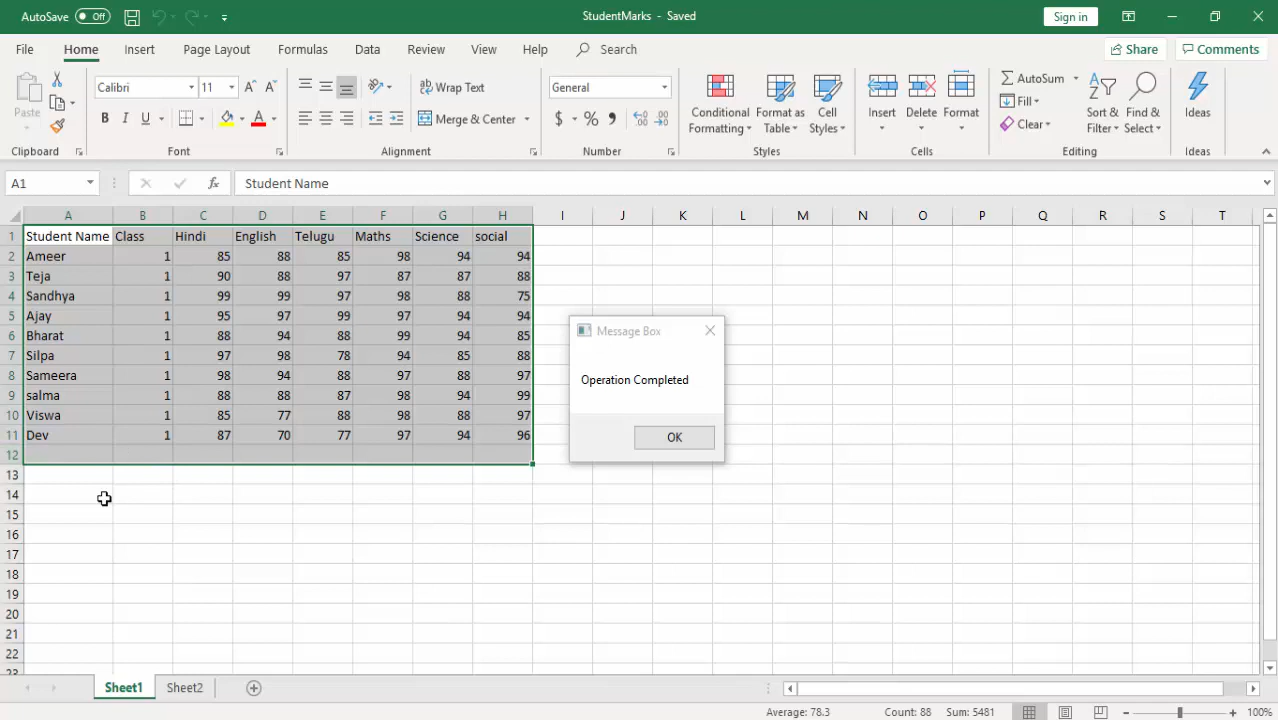 AutoSave Off StudentMarks - Saved Sign in
File Home Insert Page Layout Formulas Data Review View Help Search Share Comments
Paste Calibri 11 A A Wrap Text General Conditional Format as Cell Insert Delete Format AutoSum Sort & Find & Ideas
B I U A Merge & Center $ % Formatting Table Styles Fill Filter Select
Clear
Clipboard Font Alignment Number Styles Cells Editing Ideas
A1 fx Student Name
A B C D E F G H I J K L M N O P Q R S T
1 Student Name Class Hindi English Telugu Maths Science social
2 Ameer 1 85 88 85 98 94 94
3 Teja 1 90 88 97 87 87 88
4 Sandhya 1 99 99 97 98 88 75
5 Ajay 1 95 97 99 97 94 94
6 Bharat 1 88 94 88 99 94 85
7 Silpa 1 97 98 78 94 85 88
8 Sameera 1 98 94 88 97 88 97
9 salma 1 88 88 87 98 94 99
10 Viswa 1 85 77 88 98 88 97
11 Dev 1 87 70 77 97 94 96
12
13
14
15
16
17
18
19
20
21
22
23
Message Box
Operation Completed
OK
Sheet1 Sheet2
Average: 78.3 Count: 88 Sum: 5481 100%